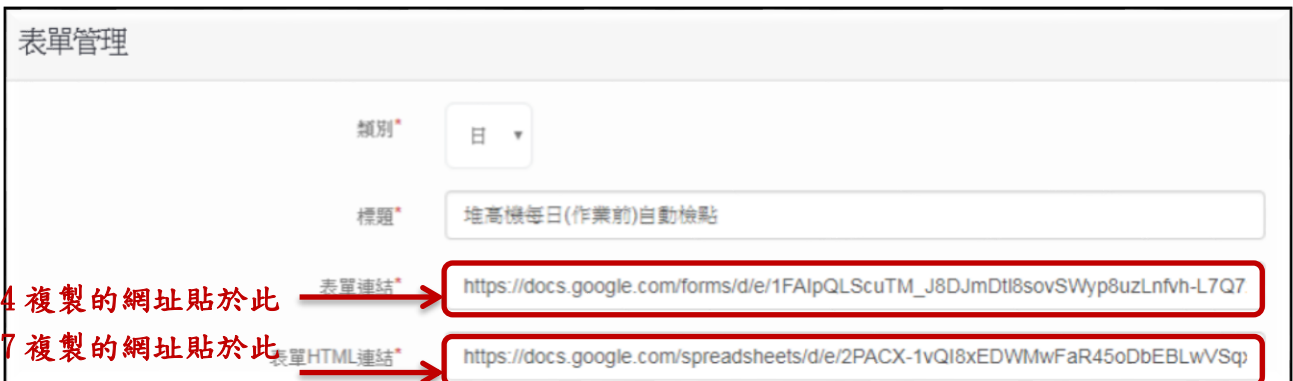 表單管理
類別*
日
標題*
堆高機每日(作業前)自動檢點
表單連結*
https://docs.google.com/forms/d/e/1FAIpQLScuTM_J8DJmDtI8sovSWyp8uzLnfvh-L7Q7
4 複製的網址貼於此
7 複製的網址貼於此
表單HTML連結*
https://docs.google.com/spreadsheets/d/e/2PACX-1vQI8xEDWMwFaR45oDbEBLwVSqx